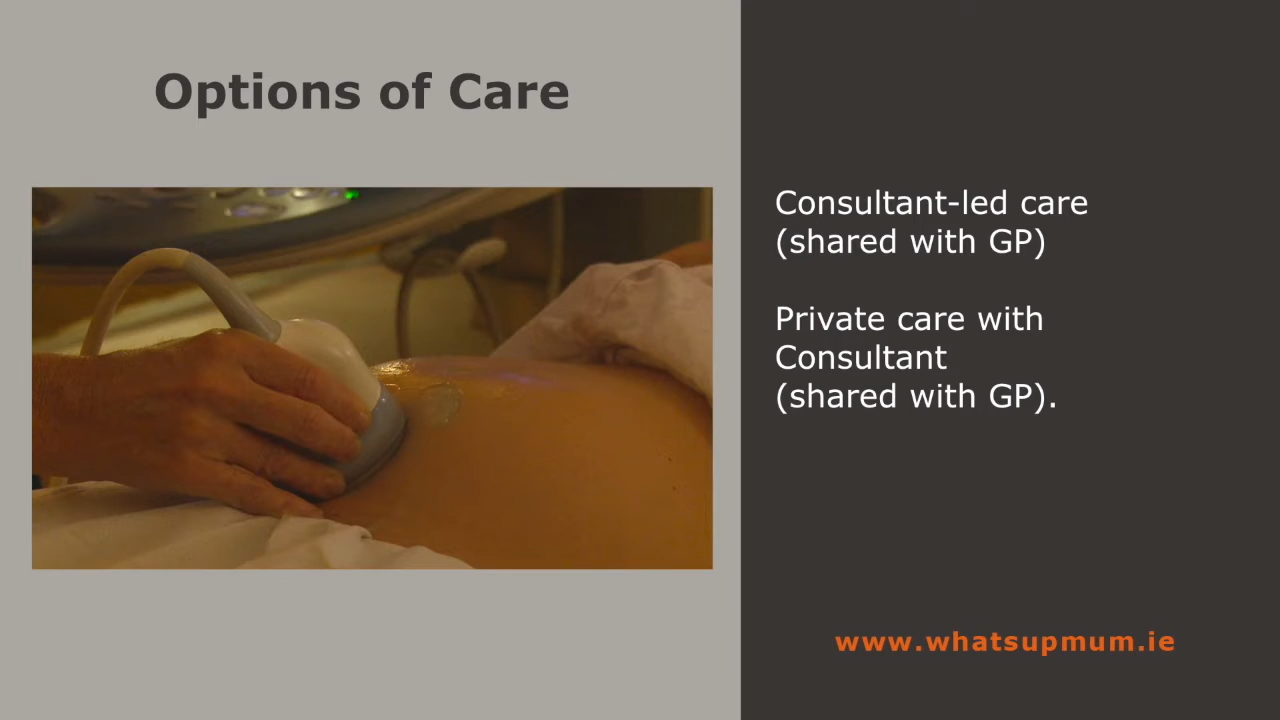 Options of Care
Consultant-led care
(shared with GP)
Private care with
Consultant
(shared with GP).
www.whatsupmum.ie